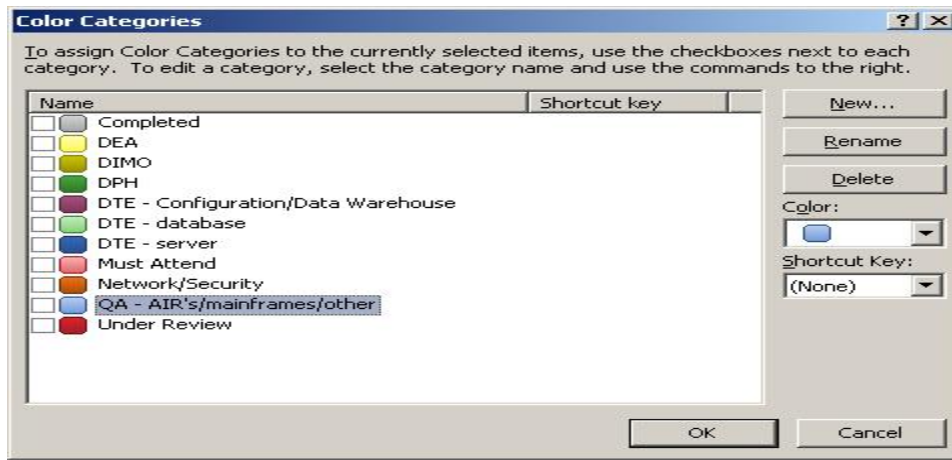 Color Categories
? X
To assign Color Categories to the currently selected items, use the checkboxes next to each
category. To edit a category, select the category name and use the commands to the right.
Name Shortcut key
New...
Completed
DEA
Rename
DIMO
DPH
Delete
DTE - Configuration/Data Warehouse
Color:
DTE - database
DTE - server
Must Attend
Shortcut Key:
Network/Security
(None)
QA - AIR's/mainframes/other
Under Review
OK Cancel